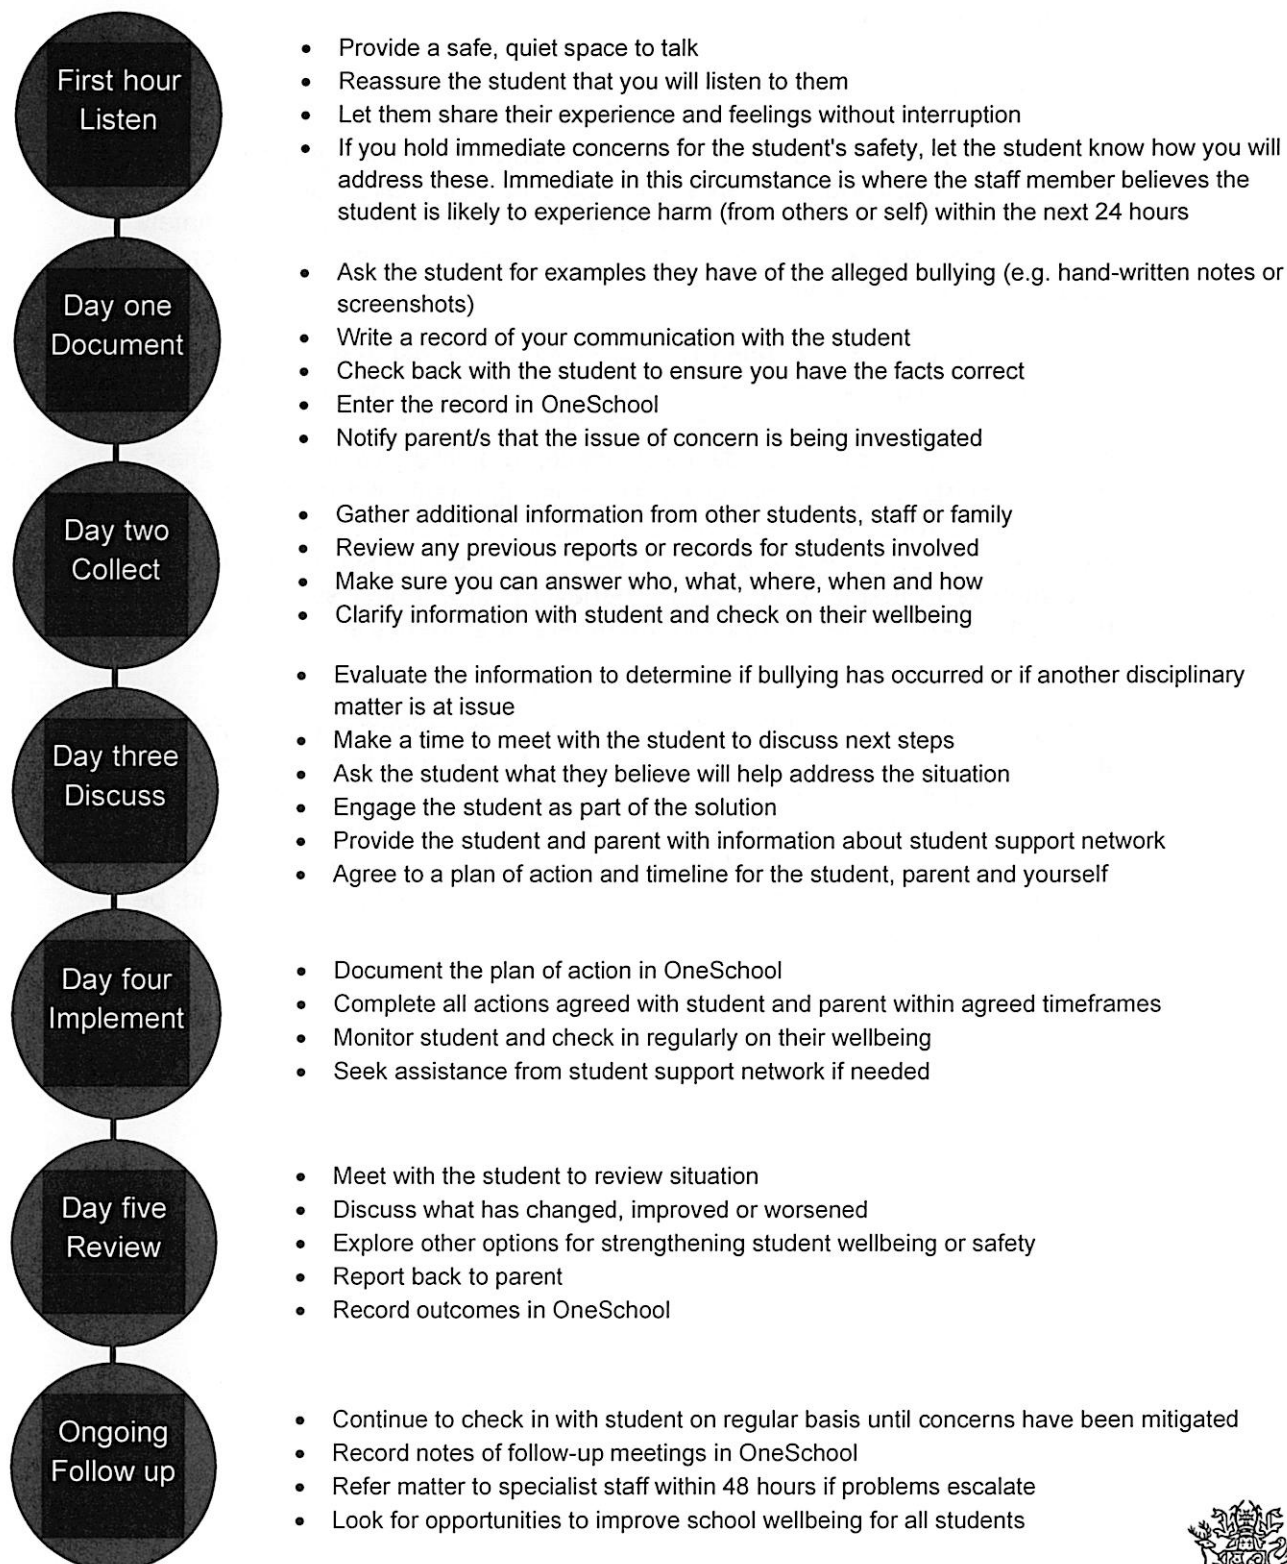 First hour
Listen
• Provide a safe, quiet space to talk
• Reassure the student that you will listen to them
• Let them share their experience and feelings without interruption
• If you hold immediate concerns for the student's safety, let the student know how you will
address these. Immediate in this circumstance is where the staff member believes the
student is likely to experience harm (from others or self) within the next 24 hours
Day one
Document
• Ask the student for examples they have of the alleged bullying (e.g. hand-written notes or
screenshots)
• Write a record of your communication with the student
• Check back with the student to ensure you have the facts correct
• Enter the record in OneSchool
• Notify parent/s that the issue of concern is being investigated
Day two
Collect
• Gather additional information from other students, staff or family
• Review any previous reports or records for students involved
• Make sure you can answer who, what, where, when and how
• Clarify information with student and check on their wellbeing
Day three
Discuss
• Evaluate the information to determine if bullying has occurred or if another disciplinary
matter is at issue
• Make a time to meet with the student to discuss next steps
• Ask the student what they believe will help address the situation
• Engage the student as part of the solution
• Provide the student and parent with information about student support network
• Agree to a plan of action and timeline for the student, parent and yourself
Day four
Implement
• Document the plan of action in OneSchool
• Complete all actions agreed with student and parent within agreed timeframes
• Monitor student and check in regularly on their wellbeing
• Seek assistance from student support network if needed
Day five
Review
• Meet with the student to review situation
• Discuss what has changed, improved or worsened
• Explore other options for strengthening student wellbeing or safety
• Report back to parent
• Record outcomes in OneSchool
Ongoing
Follow up
• Continue to check in with student on regular basis until concerns have been mitigated
• Record notes of follow-up meetings in OneSchool
• Refer matter to specialist staff within 48 hours if problems escalate
• Look for opportunities to improve school wellbeing for all students